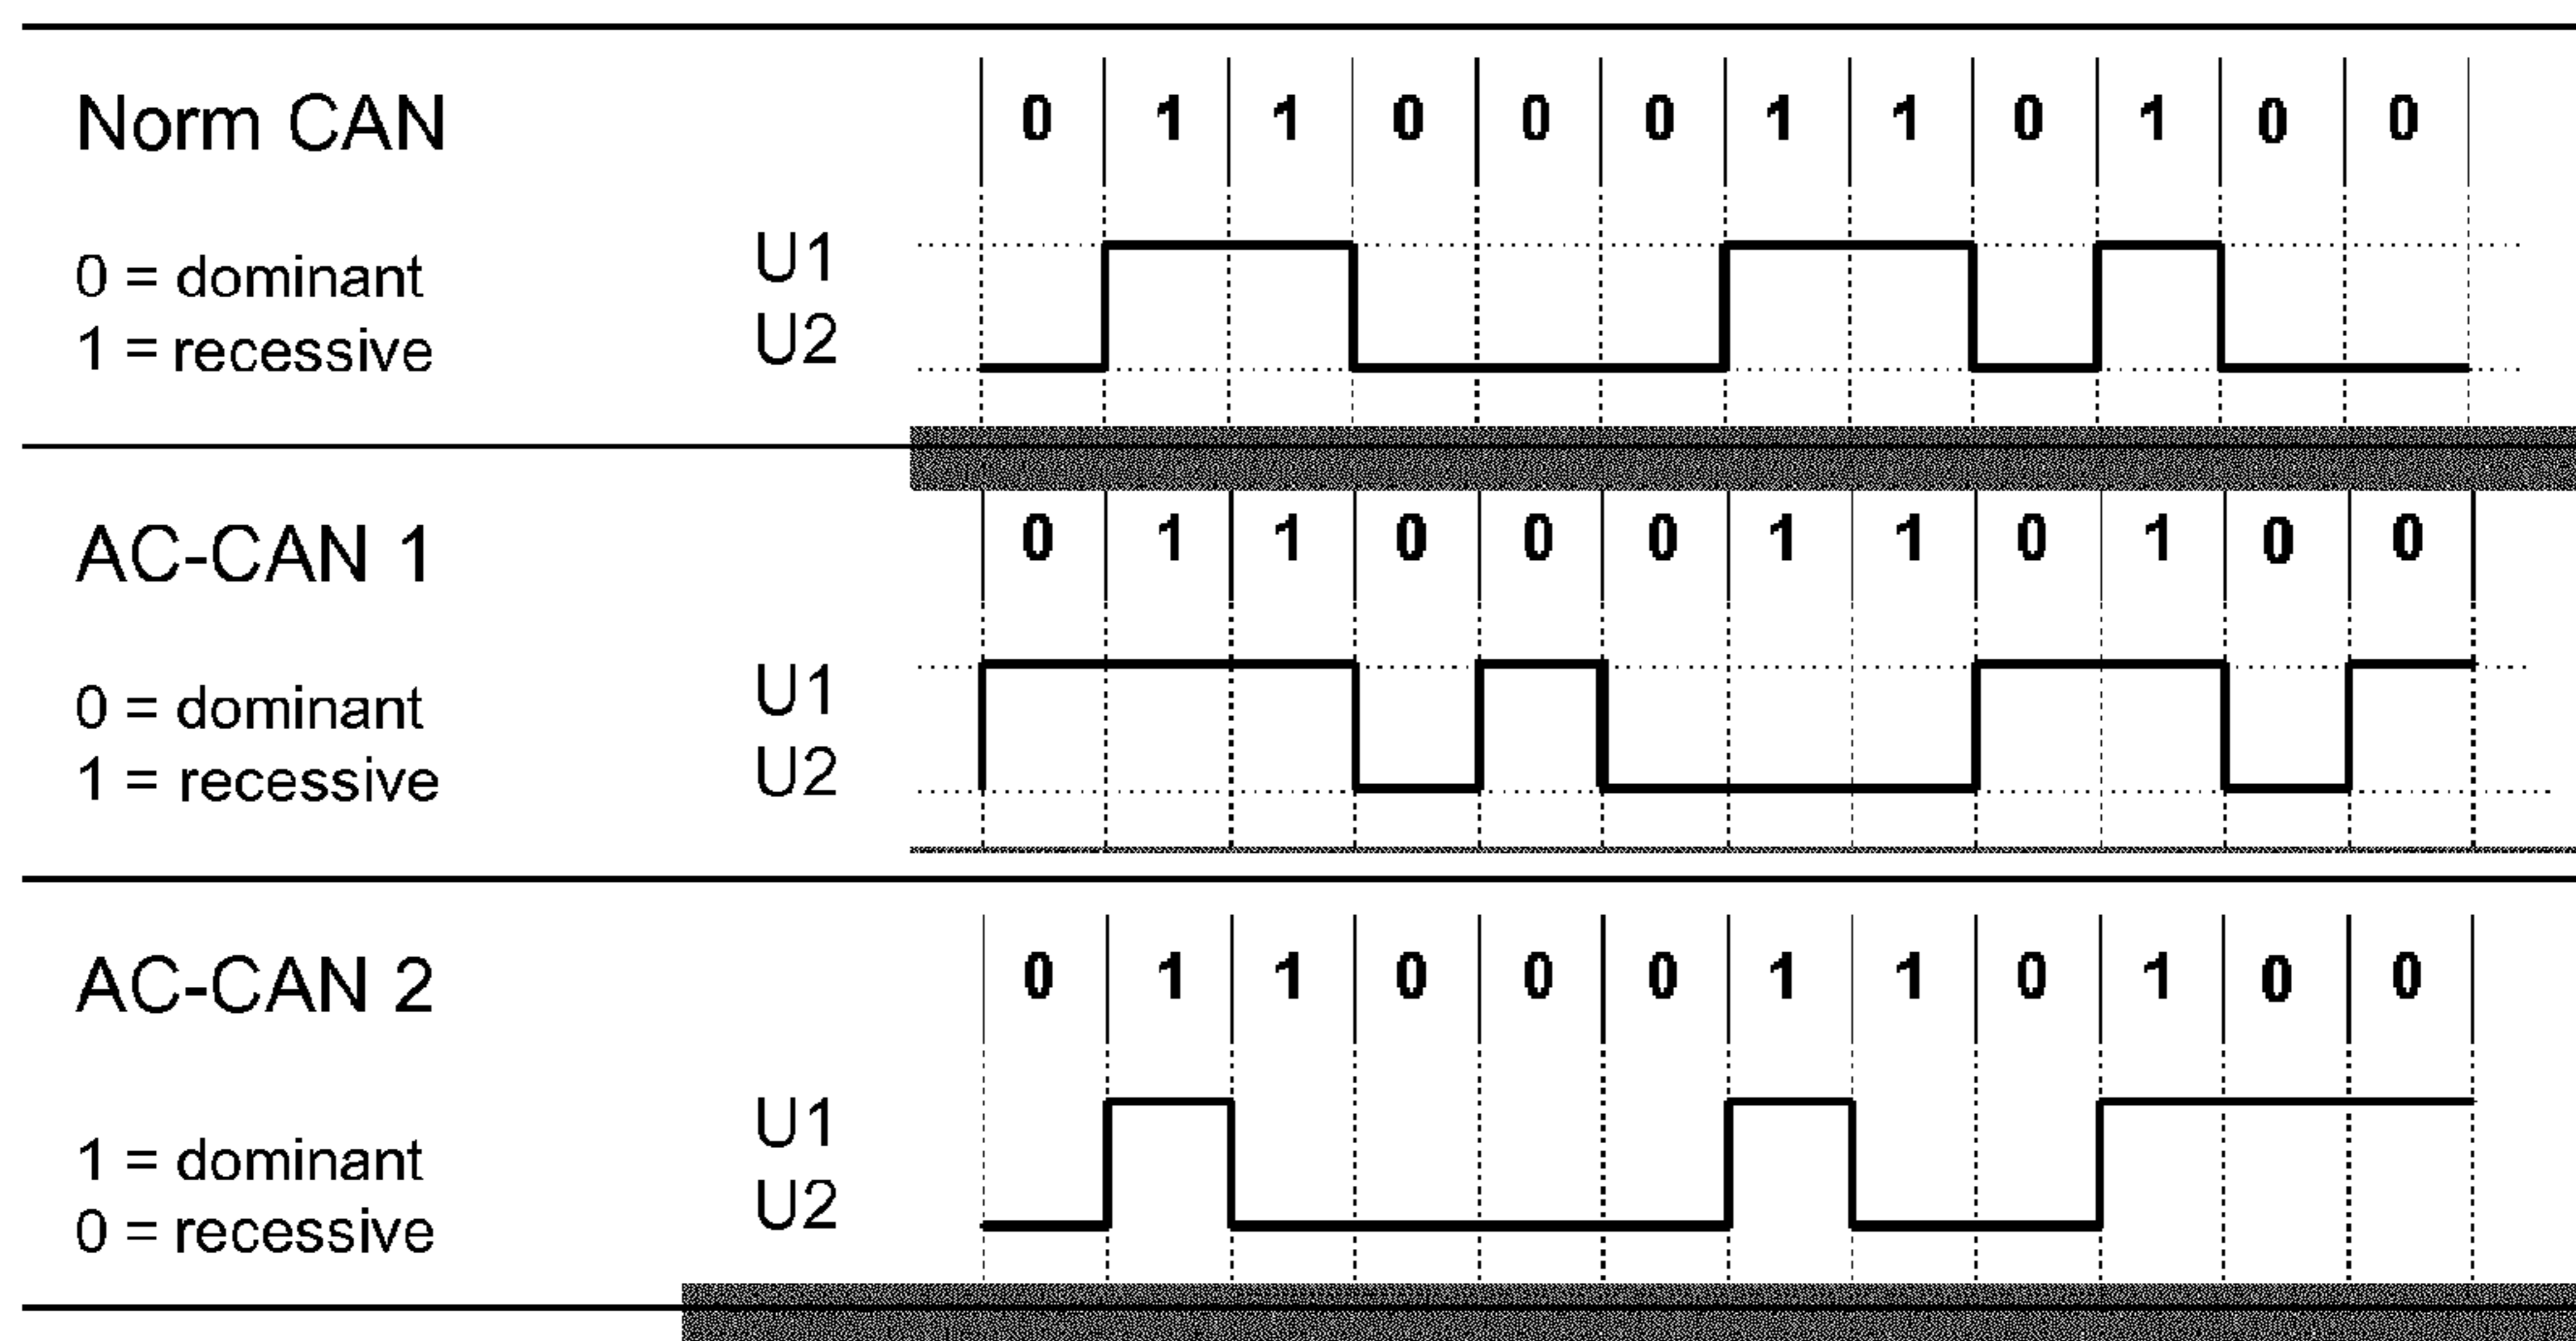 Norm CAN 0 1 1 0 0 0 1 1 0 1 0 0
U1
0 = dominant
U2
1 = recessive
AC-CAN 1 0 1 1 0 0 0 1 1 0 1 0 0
U1
0 = dominant
U2
1 = recessive
AC-CAN 2 0 1 1 0 0 0 1 1 0 1 0 0
U1
1 = dominant
U2
0 = recessive